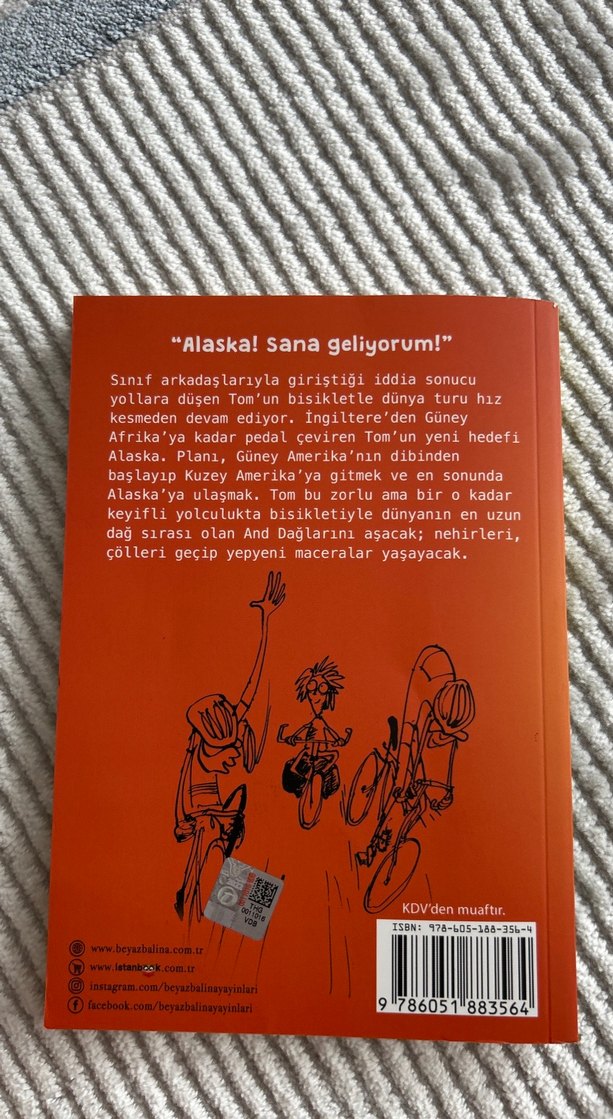 “Alaska! Sana geliyorum!”
Sınıf arkadaşlarıyla giriştiği iddia sonucu
yollara düşen Tom’un bisikletle dünya turu hız
kesmeden devam ediyor. İngiltere’den Güney
Afrika’ya kadar pedal çeviren Tom’un yeni hedefi
Alaska. Planı, Güney Amerika’nın dibinden
başlayıp Kuzey Amerika’ya gitmek ve en sonunda
Alaska’ya ulaşmak. Tom bu zorlu ama bir o kadar
keyifli yolculukta bisikletiyle dünyanın en uzun
dağ sırası olan And Dağlarını aşacak; nehirleri,
çölleri geçip yepyeni maceralar yaşayacak.
THG
0011016
VDB
KDV’den muaftır.
ISBN: 978-605-188-356-4
9 786051 883564
www.beyazbalina.com.tr
www.istanbook.com.tr
instagram.com/beyazbalinayayinlari
facebook.com/beyazbalinayayinlari